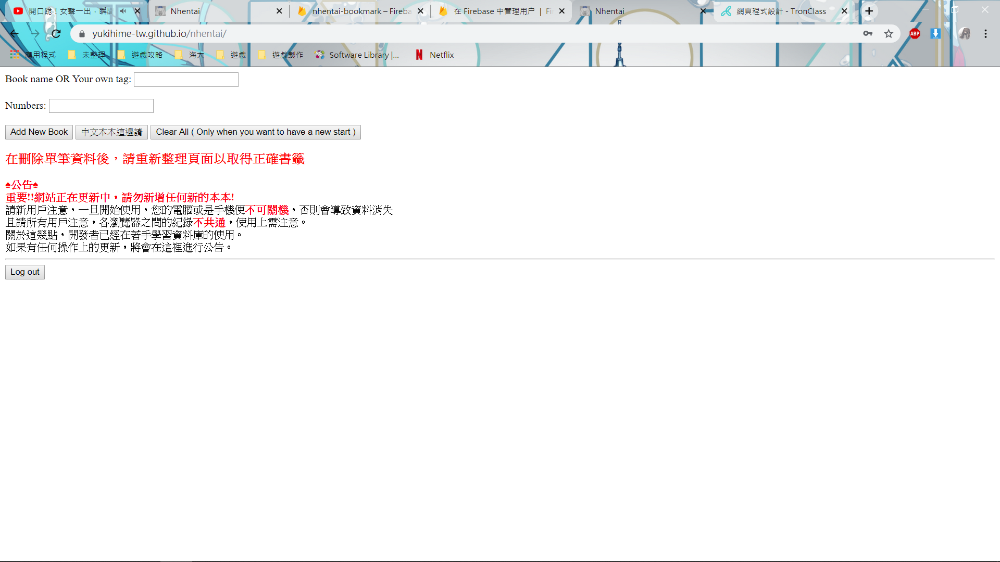 開口跪！女聲一出，
Nhentai
nhentai-bookmark – Fireba
在 Firebase 中管理用户 | Fi
Nhentai
網頁程式設計 - TronClass
yukihime-tw.github.io/nhentai/
ABP
應用程式
未整理
遊戲攻略
海大
遊戲
遊戲製作
Software Library |...
Netflix
Book name OR Your own tag:
Numbers:
Add New Book 中文本本這邊請 Clear All ( Only when you want to have a new start )
在刪除單筆資料後，請重新整理頁面以取得正確書籤
♠公告♠
重要!!網站正在更新中，請勿新增任何新的本本!
請新用戶注意，一旦開始使用，您的電腦或是手機便不可關機，否則會導致資料消失
且請所有用戶注意，各瀏覽器之間的紀錄不共通，使用上需注意。
關於這幾點，開發者已經在著手學習資料庫的使用。
如果有任何操作上的更新，將會在這裡進行公告。
Log out